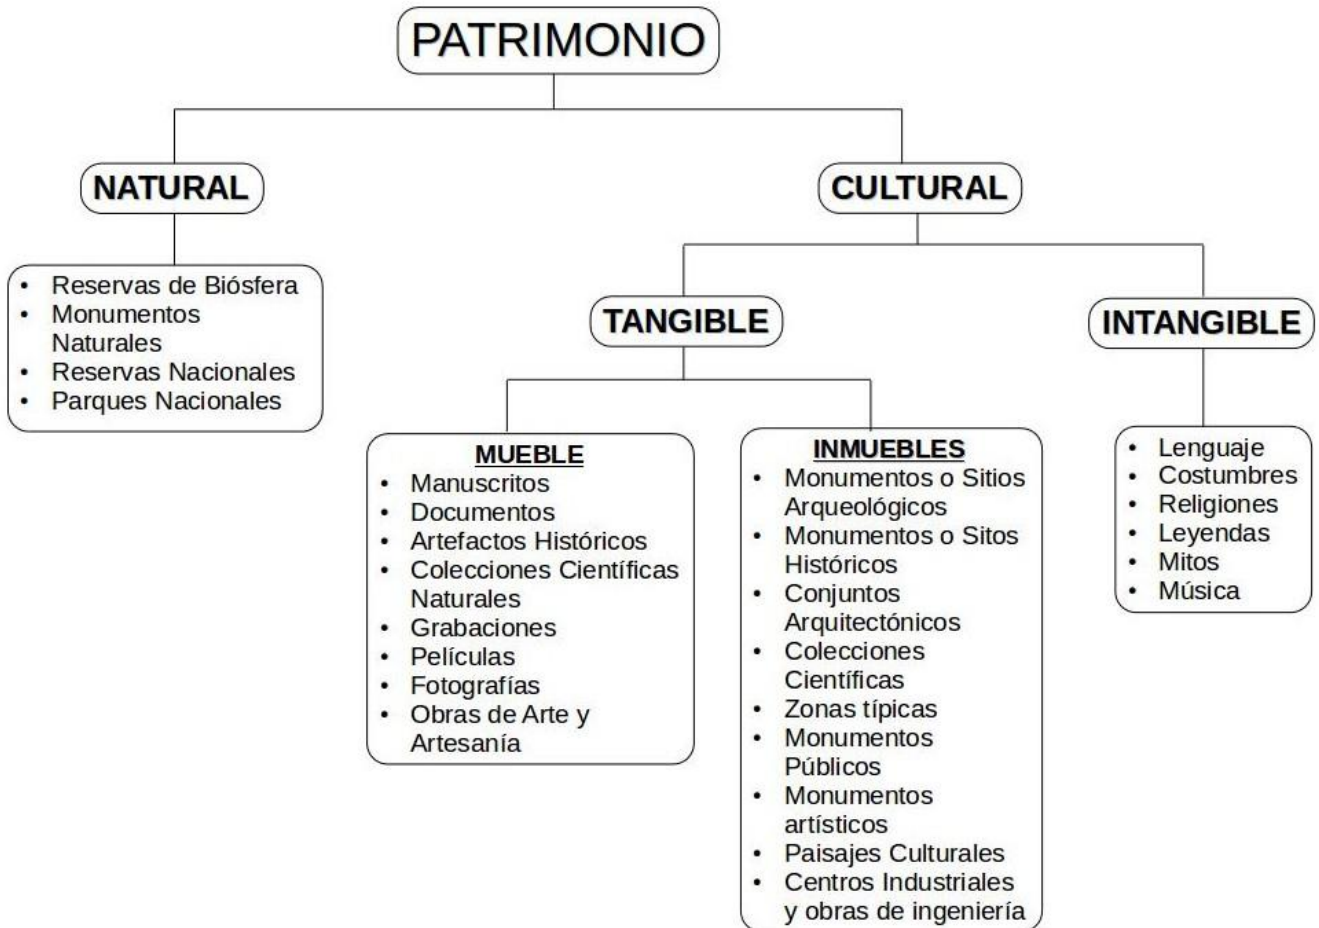 PATRIMONIO
NATURAL
• Reservas de Biósfera
• Monumentos
Naturales
• Reservas Nacionales
• Parques Nacionales
CULTURAL
TANGIBLE
MUEBLE
• Manuscritos
• Documentos
• Artefactos Históricos
• Colecciones Científicas
Naturales
• Grabaciones
• Películas
• Fotografías
• Obras de Arte y
Artesanía
INMUEBLES
• Monumentos o Sitios
Arqueológicos
• Monumentos o Sitos
Históricos
• Conjuntos
Arquitectónicos
• Colecciones
Científicas
• Zonas típicas
• Monumentos
Públicos
• Monumentos
artísticos
• Paisajes Culturales
• Centros Industriales
y obras de ingeniería
INTANGIBLE
• Lenguaje
• Costumbres
• Religiones
• Leyendas
• Mitos
• Música